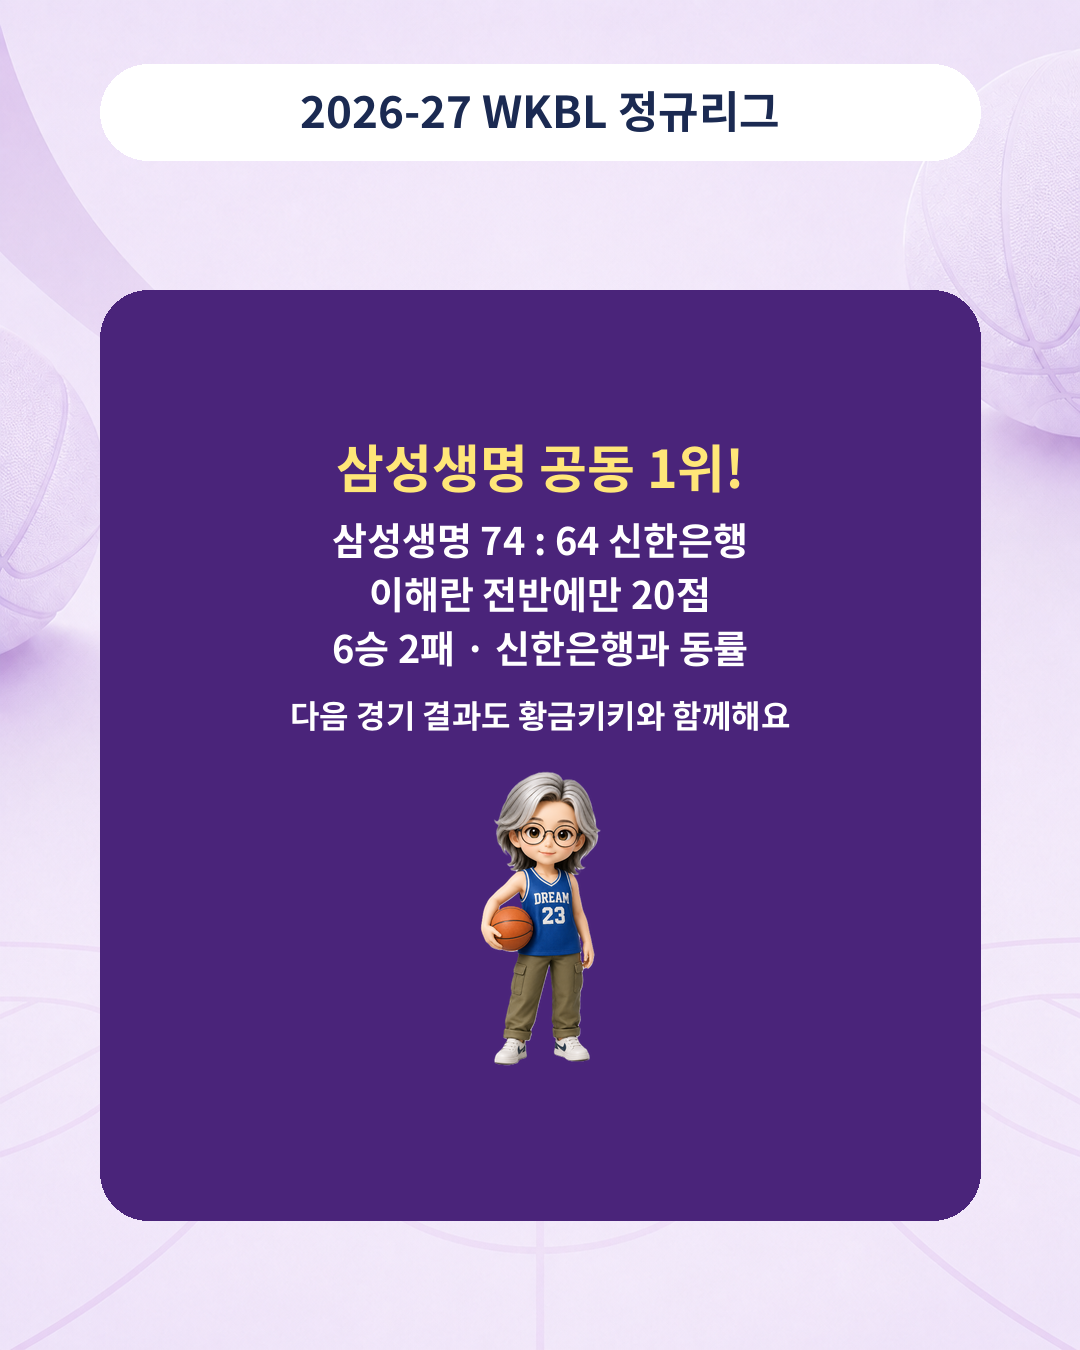 2026-27 WKBL 정규리그
삼성생명 공동 1위!
삼성생명 74 : 64 신한은행
이해란 전반에만 20점
6승 2패 · 신한은행과 동률
다음 경기 결과도 황금키키와 함께해요
DREAM
23